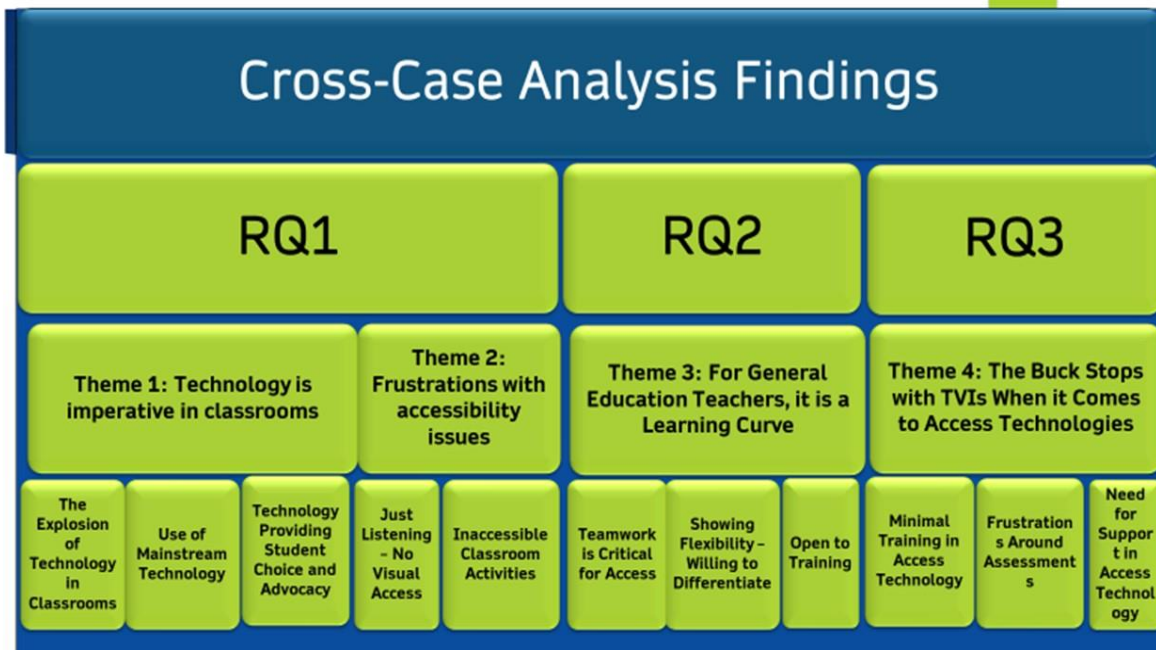 Cross-Case Analysis Findings
RQ1
RQ2
RQ3
Theme 1: Technology is
imperative in classrooms
Theme 2:
Frustrations with
accessibility
issues
Theme 3: For General
Education Teachers, it is a
Learning Curve
Theme 4: The Buck Stops
with TVIs When it Comes
to Access Technologies
The
Explosion
of
Technology
in
Classrooms
Use of
Mainstream
Technology
Technology
Providing
Student
Choice and
Advocacy
Just
Listening
– No
Visual
Access
Inaccessible
Classroom
Activities
Teamwork
is Critical
for Access
Showing
Flexibility –
Willing to
Differentiate
Open to
Training
Minimal
Training in
Access
Technology
Frustration
s Around
Assessment
s
Need
for
Suppor
t in
Access
Technol
ogy